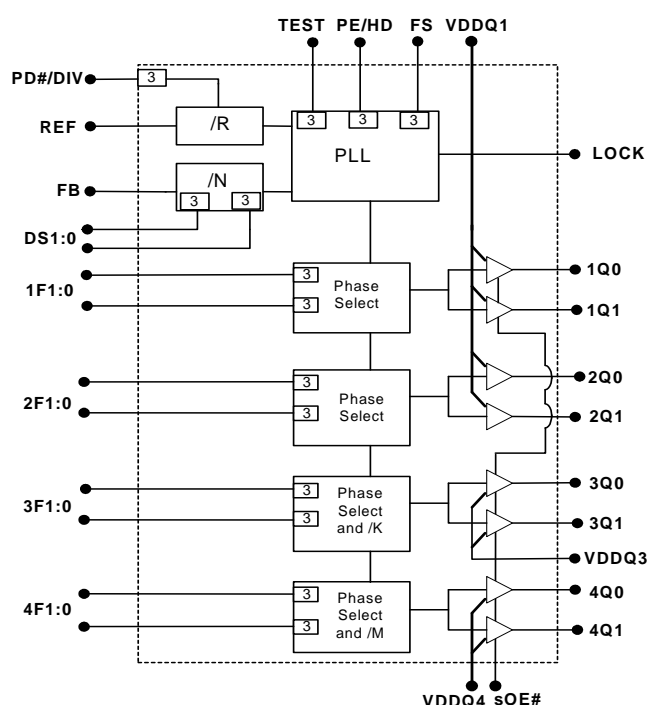 TEST PE/HD FS VDDQ1
PD#/DIV 3
REF /R 3 3 3
PLL LOCK
FB /N
3 3
DS1:0
1F1:0 3 3 Phase
Select
1Q0
1Q1
2F1:0 3 3 Phase
Select
2Q0
2Q1
3F1:0 3 3 Phase
Select
and /K
3Q0
3Q1
VDDQ3
4F1:0 3 3 Phase
Select
and /M
4Q0
4Q1
VDDQ4 sOE#